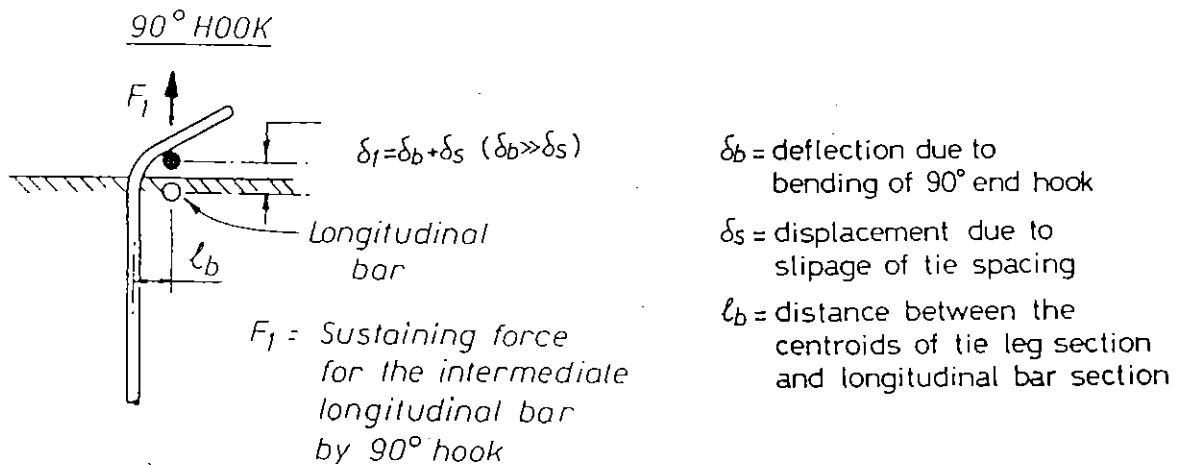 90° HOOK
F₁
δ₁=δb+δs (δb≫δs)
ℓb
Longitudinal
bar
F₁ = Sustaining force
for the intermediate
longitudinal bar
by 90° hook
δb = deflection due to
bending of 90° end hook
δs = displacement due to
slipage of tie spacing
ℓb = distance between the
centroids of tie leg section
and longitudinal bar section